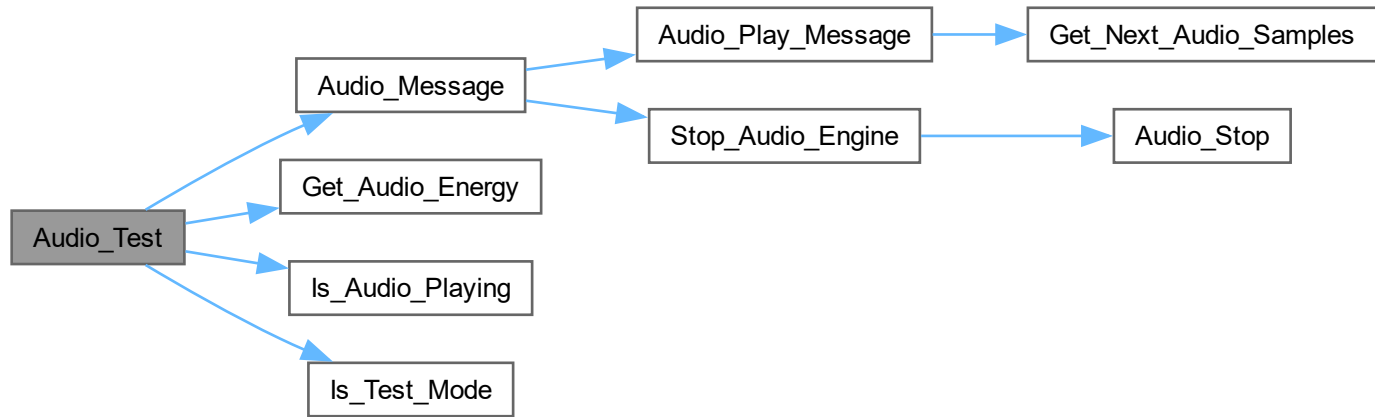 Audio_Test
Audio_Message
Audio_Play_Message
Get_Next_Audio_Samples
Stop_Audio_Engine
Audio_Stop
Get_Audio_Energy
Is_Audio_Playing
Is_Test_Mode